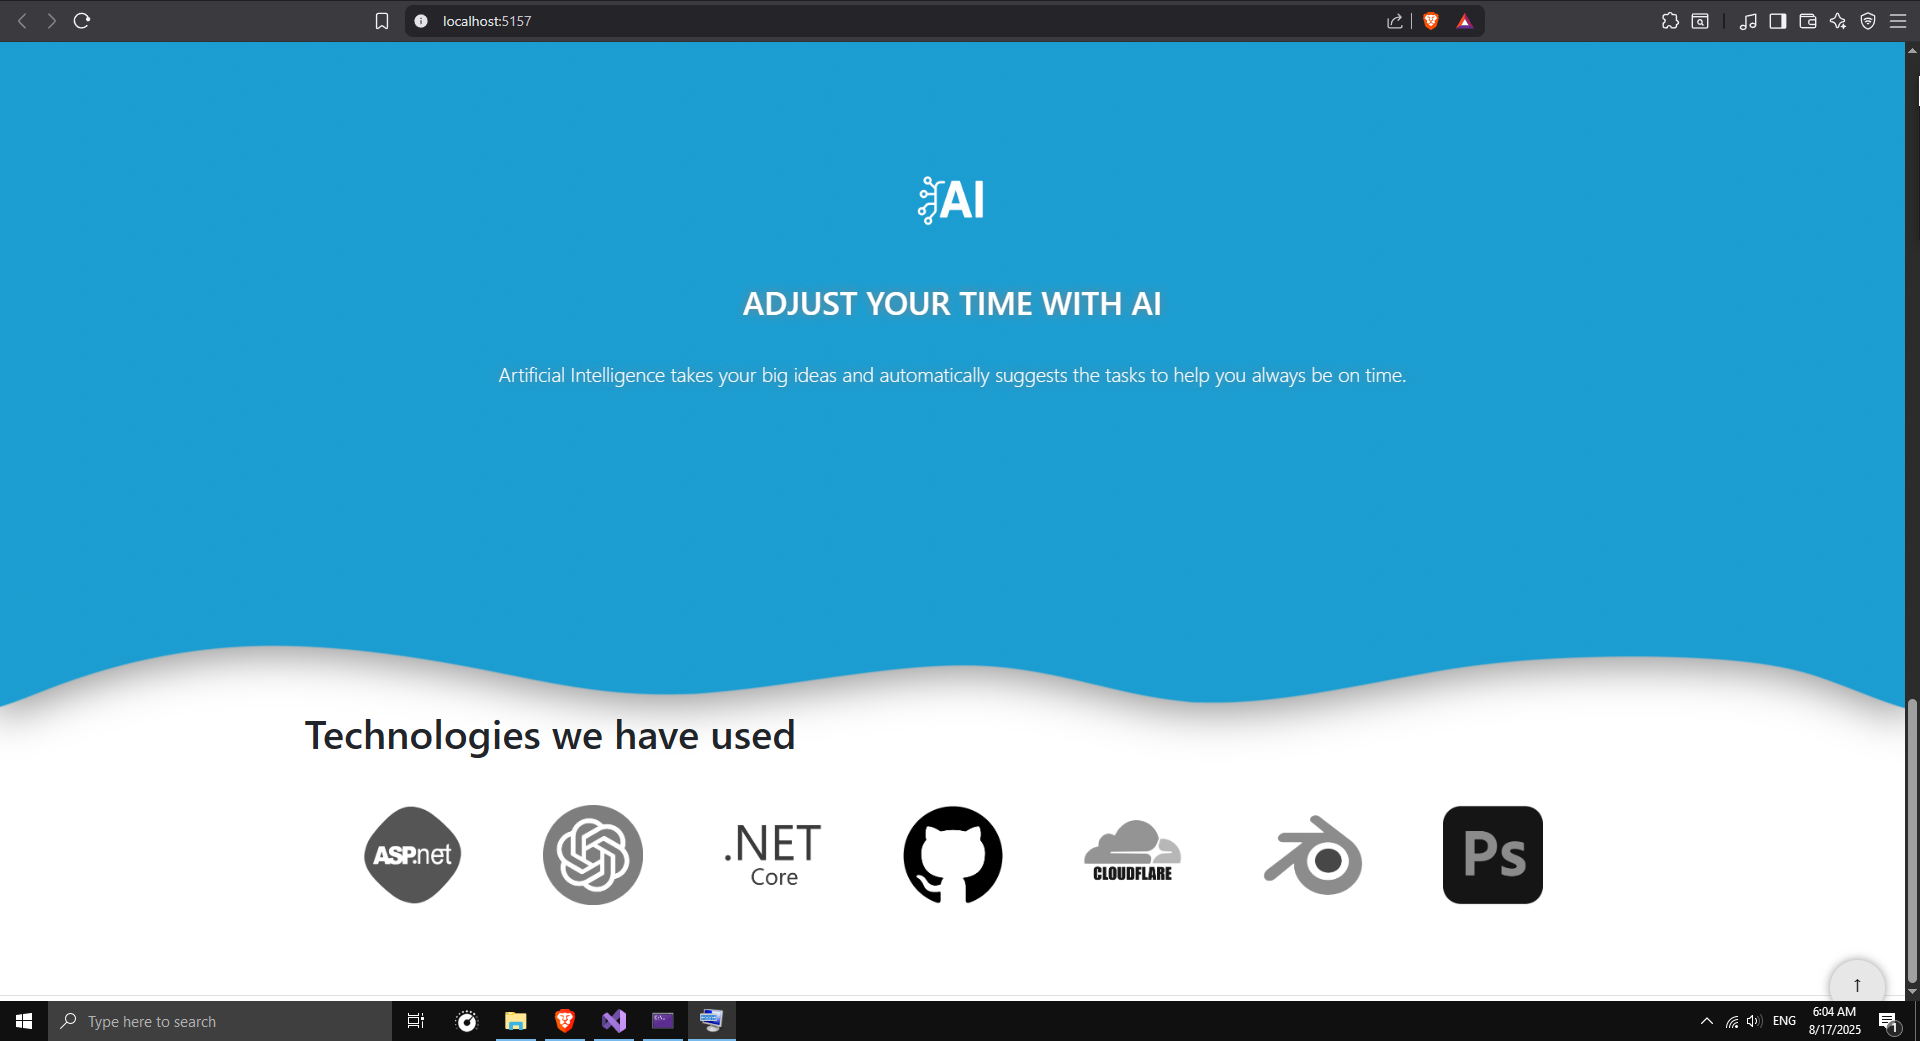 localhost:5157
AI
ADJUST YOUR TIME WITH AI
Artificial Intelligence takes your big ideas and automatically suggests the tasks to help you always be on time.
Technologies we have used
ASP.net
.NET
Core
CLOUDFLARE
Ps
↑
Type here to search
ENG
6:04 AM
8/17/2025
1